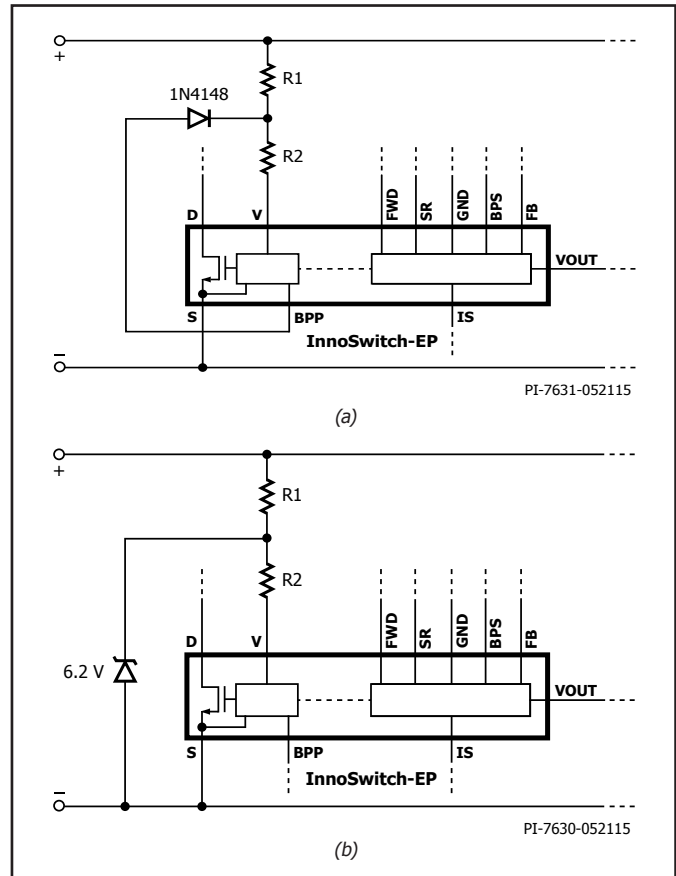 +
R1
1N4148
R2
D
V
FWD
SR
GND
BPS
FB
VOUT
S
BPP
IS
InnoSwitch-EP
−
PI-7631-052115
(a)
+
R1
R2
D
V
FWD
SR
GND
BPS
FB
6.2 V
VOUT
S
BPP
IS
InnoSwitch-EP
−
PI-7630-052115
(b)